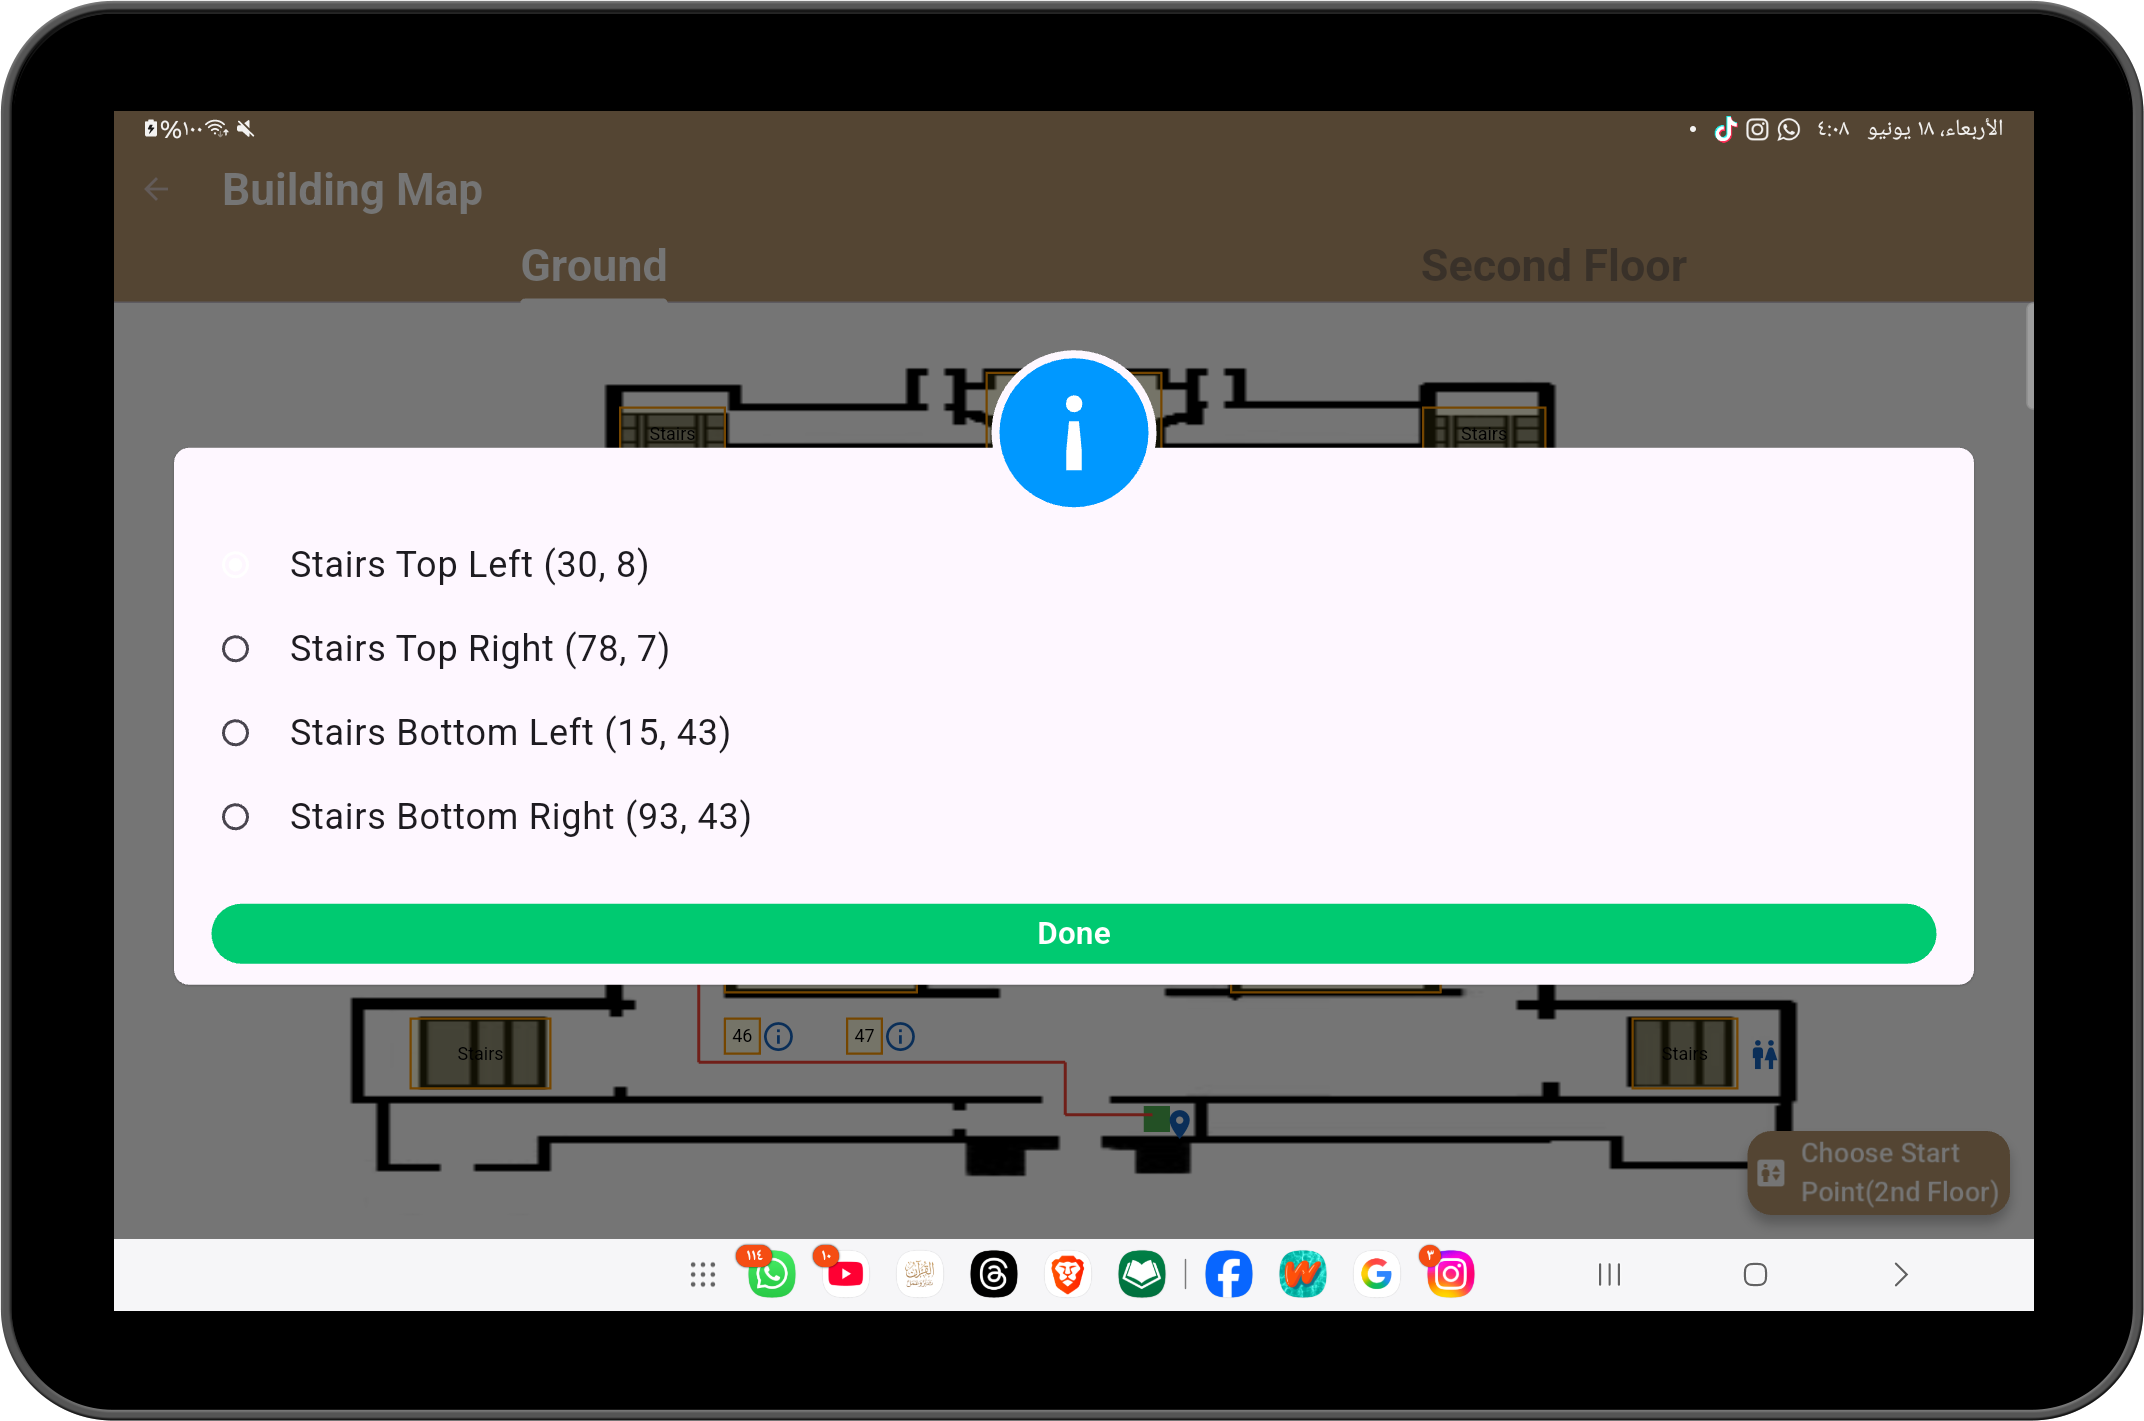 %١٠٠
٤:٠٨ الأربعاء، ١٨ يونيو
Building Map
Ground
Second Floor
Stairs
Stairs
Stairs Top Left (30, 8)
Stairs Top Right (78, 7)
Stairs Bottom Left (15, 43)
Stairs Bottom Right (93, 43)
Done
46
47
Stairs
Stairs
Choose Start
Point(2nd Floor)
١١٤
١٠
٣